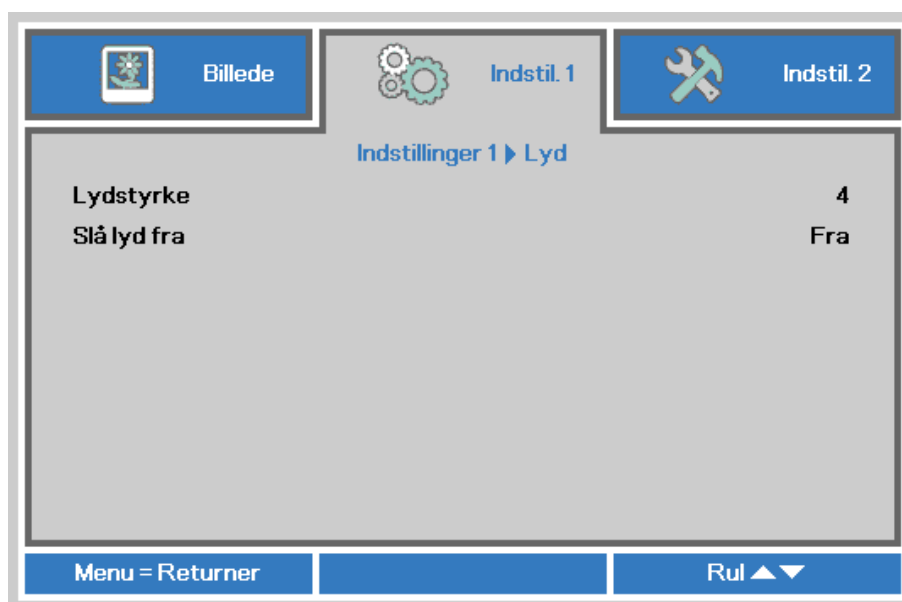 Billede
Indstil. 1
Indstil. 2
Indstillinger 1 ▶ Lyd
Lydstyrke 4
Slå lyd fra Fra
Menu = Returner
Rul ▲▼